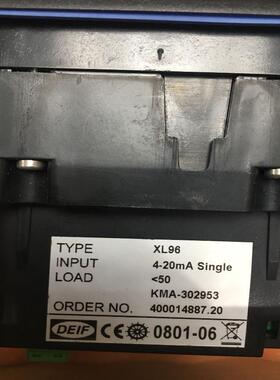 TYPE XL96
INPUT 4-20mA Single
LOAD <50
KMA-302953
ORDER NO. 400014887.20
DEIF CE 0801-06